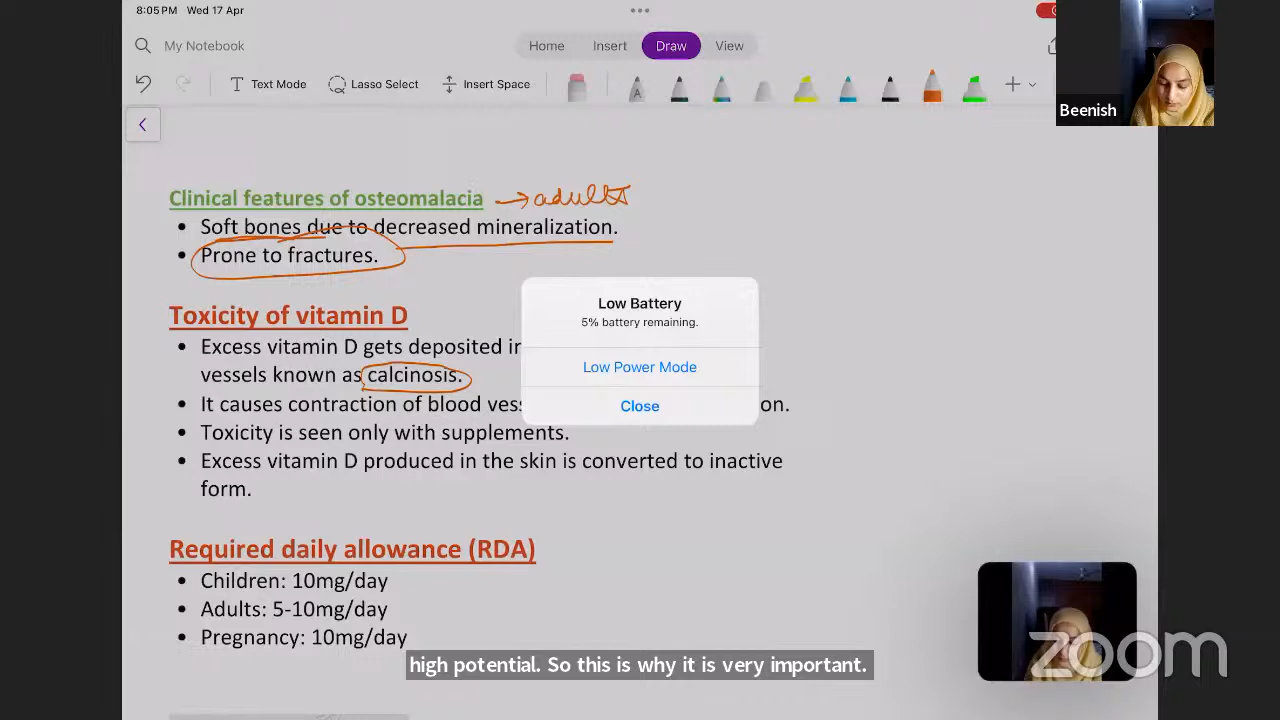 8:05 PM Wed 17 Apr
My Notebook
Home Insert Draw View
Text Mode Lasso Select Insert Space
A
Beenish
Clinical features of osteomalacia → adults
• Soft bones due to decreased mineralization.
• Prone to fractures.
Low Battery
5% battery remaining.
Low Power Mode
Close
Toxicity of vitamin D
• Excess vitamin D gets deposited in
vessels known as calcinosis.
• It causes contraction of blood vess on.
• Toxicity is seen only with supplements.
• Excess vitamin D produced in the skin is converted to inactive
form.
Required daily allowance (RDA)
• Children: 10mg/day
• Adults: 5-10mg/day
• Pregnancy: 10mg/day
high potential. So this is why it is very important.
zoom